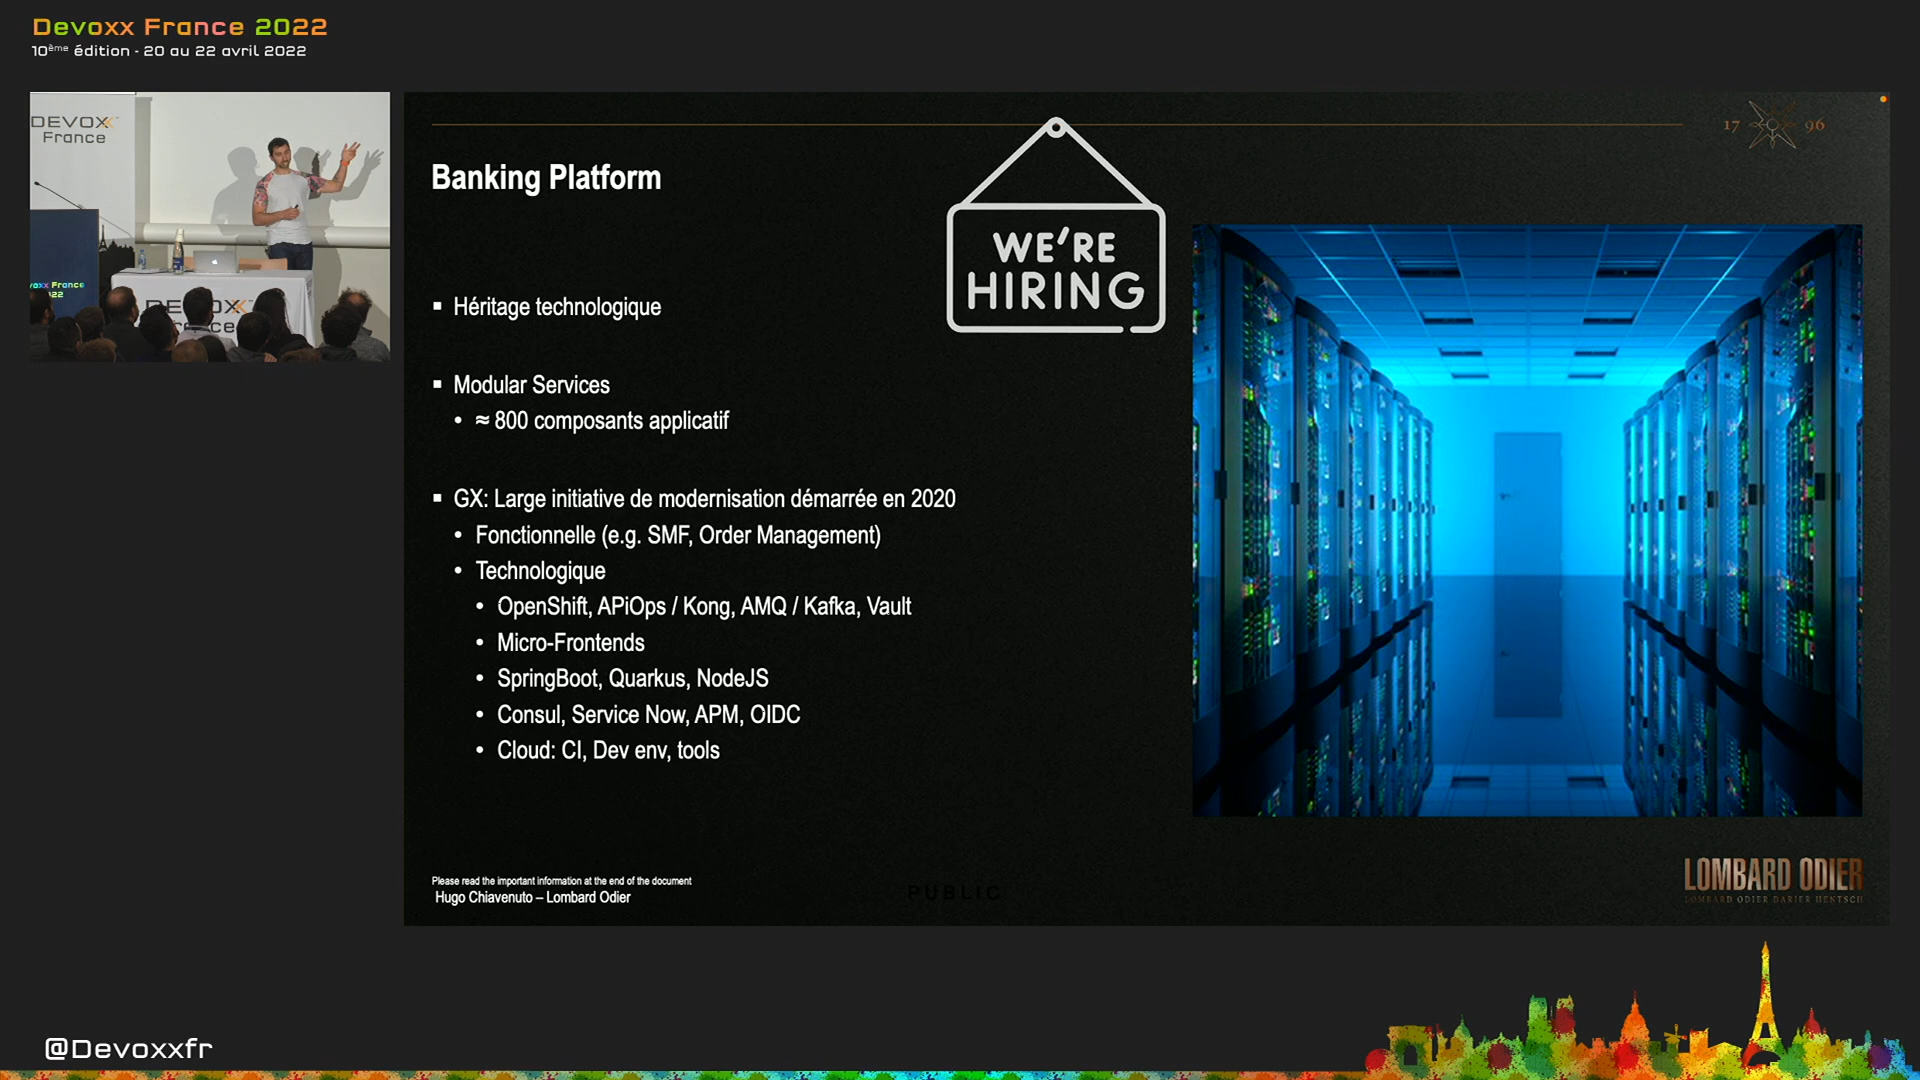 Devoxx France 2022
10ème édition - 20 au 22 avril 2022
DEVOXX
France
17 96
Banking Platform
WE'RE
HIRING
▪ Héritage technologique
▪ Modular Services
• ≈ 800 composants applicatif
▪ GX: Large initiative de modernisation démarrée en 2020
• Fonctionnelle (e.g. SMF, Order Management)
• Technologique
• OpenShift, APiOps / Kong, AMQ / Kafka, Vault
• Micro-Frontends
• SpringBoot, Quarkus, NodeJS
• Consul, Service Now, APM, OIDC
• Cloud: CI, Dev env, tools
Please read the important information at the end of the document
Hugo Chiavenuto – Lombard Odier
PUBLIC
LOMBARD ODIER
LOMBARD ODIER DARIER HENTSCH
@Devoxxfr